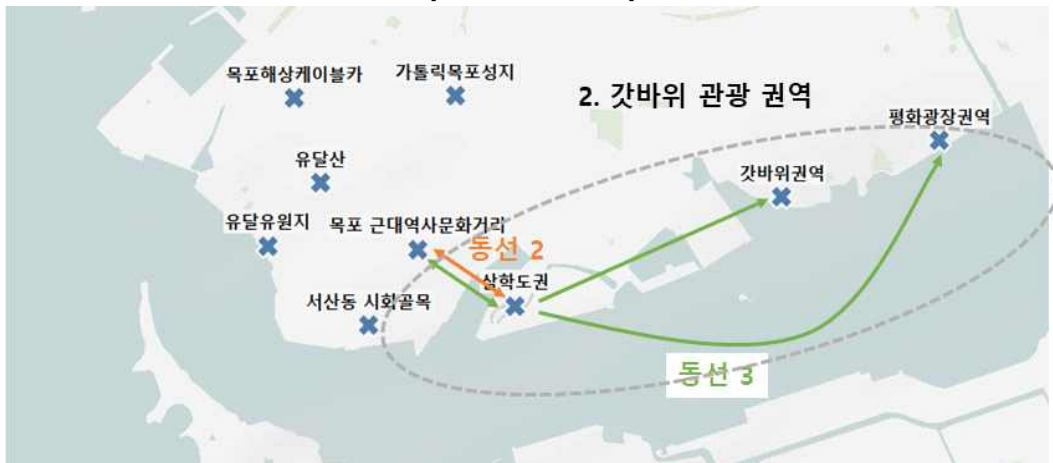 목포해상케이블카
가톨릭목포성지
2. 갓바위 관광 권역
평화광장권역
유달산
갓바위권역
유달유원지
목포 근대역사문화거리
동선 2
삼학도권
서산동 시화골목
동선 3